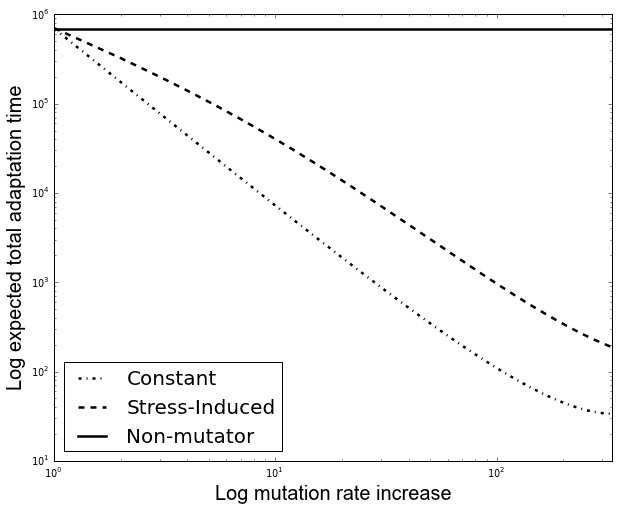 10^6
10^5
10^4
10^3
10^2
10^1
Log expected total adaptation time
Constant
Stress-Induced
Non-mutator
10^0 10^1 10^2
Log mutation rate increase